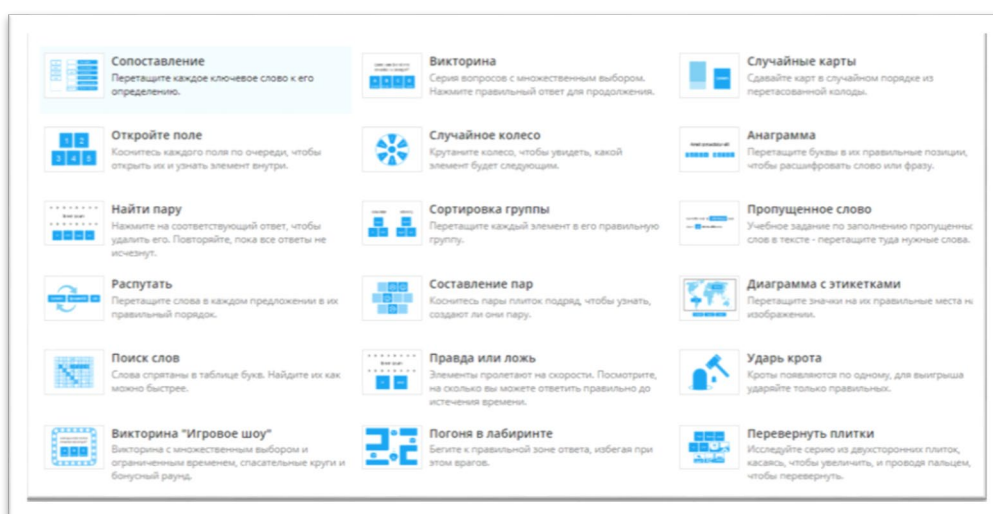 Сопоставление
Перетащите каждое ключевое слово к его
определению.
Викторина
Серия вопросов с множественным выбором.
Нажмите правильный ответ для продолжения.
Случайные карты
Сдавайте карт в случайном порядке из
перетасованной колоды.
Откройте поле
Коснитесь каждого поля по очереди, чтобы
открыть их и узнать элемент внутри.
Случайное колесо
Крутаните колесо, чтобы увидеть, какой
элемент будет следующим.
Анаграмма
Перетащите буквы в их правильные позиции,
чтобы расшифровать слово или фразу.
Найти пару
Нажмите на соответствующий ответ, чтобы
удалить его. Повторяйте, пока все ответы не
исчезнут.
Сортировка группы
Перетащите каждый элемент в его правильную
группу.
Пропущенное слово
Учебное задание по заполнению пропущенны
слов в тексте - перетащите туда нужные слова.
Распутать
Перетащите слова в каждом предложении в их
правильный порядок.
Составление пар
Коснитесь пары плиток подряд, чтобы узнать,
создают ли они пару.
Диаграмма с этикетками
Перетащите значки на их правильные места н
изображении.
Поиск слов
Слова спрятаны в таблице букв. Найдите их как
можно быстрее.
Правда или ложь
Элементы пролетают на скорости. Посмотрите,
на сколько вы можете ответить правильно до
истечения времени.
Ударь крота
Кроты появляются по одному, для выигрыша
ударяйте только правильных.
Викторина "Игровое шоу"
Викторина с множественным выбором и
ограниченным временем, спасательные круги и
бонусный раунд.
Погоня в лабиринте
Бегите к правильной зоне ответа, избегая при
этом врагов.
Перевернуть плитки
Исследуйте серию из двухсторонних плиток,
касаясь, чтобы увеличить, и проводя пальцем,
чтобы перевернуть.
1 2
3 4 5